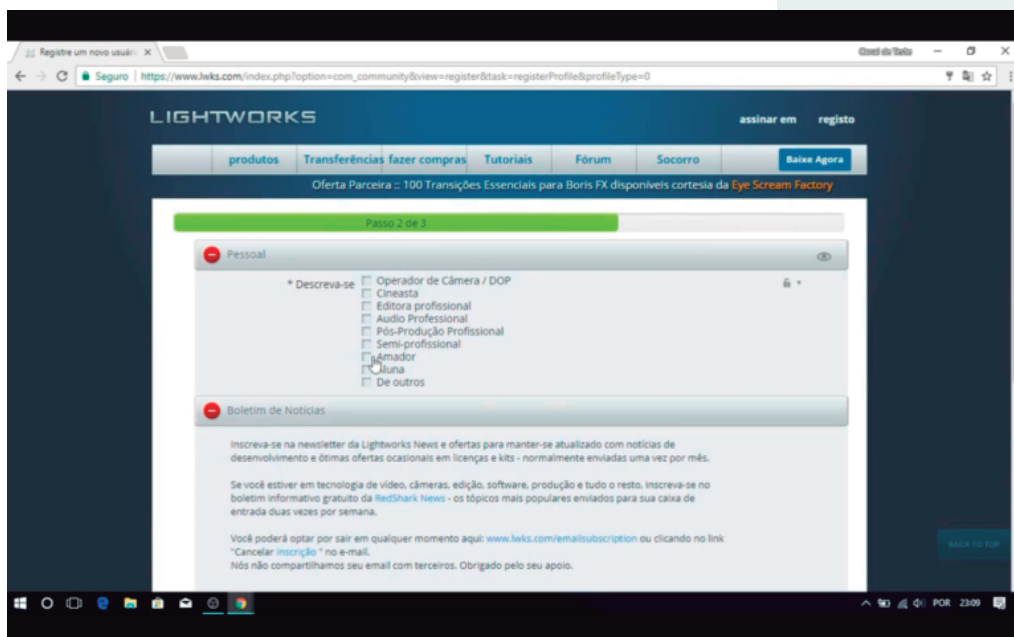 Registre um novo usuári
Seguro | https://www.lwks.com/index.php?option=com_community&view=register&task=registerProfile&profileType=0
LIGHTWORKS
assinar em registo
produtos Transferências fazer compras Tutoriais Fórum Socorro Baixe Agora
Oferta Parceira :: 100 Transições Essenciais para Boris FX disponíveis cortesia da Eye Scream Factory
Passo 2 de 3
Pessoal
* Descreva-se
Operador de Câmera / DOP
Cineasta
Editora profissional
Audio Professional
Pós-Produção Profissional
Semi-profissional
Amador
Aluna
De outros
Boletim de Notícias
Inscreva-se na newsletter da Lightworks News e ofertas para manter-se atualizado com notícias de
desenvolvimento e ótimas ofertas ocasionais em licenças e kits - normalmente enviadas uma vez por mês.
Se você estiver em tecnologia de vídeo, câmeras, edição, software, produção e tudo o resto, inscreva-se no
boletim informativo gratuito da RedShark News - os tópicos mais populares enviados para sua caixa de
entrada duas vezes por semana.
Você poderá optar por sair em qualquer momento aqui: www.lwks.com/emailsubscription ou clicando no link
"Cancelar inscrição " no e-mail.
Nós não compartilhamos seu email com terceiros. Obrigado pelo seu apoio.
BACK TO TOP
POR 23:09